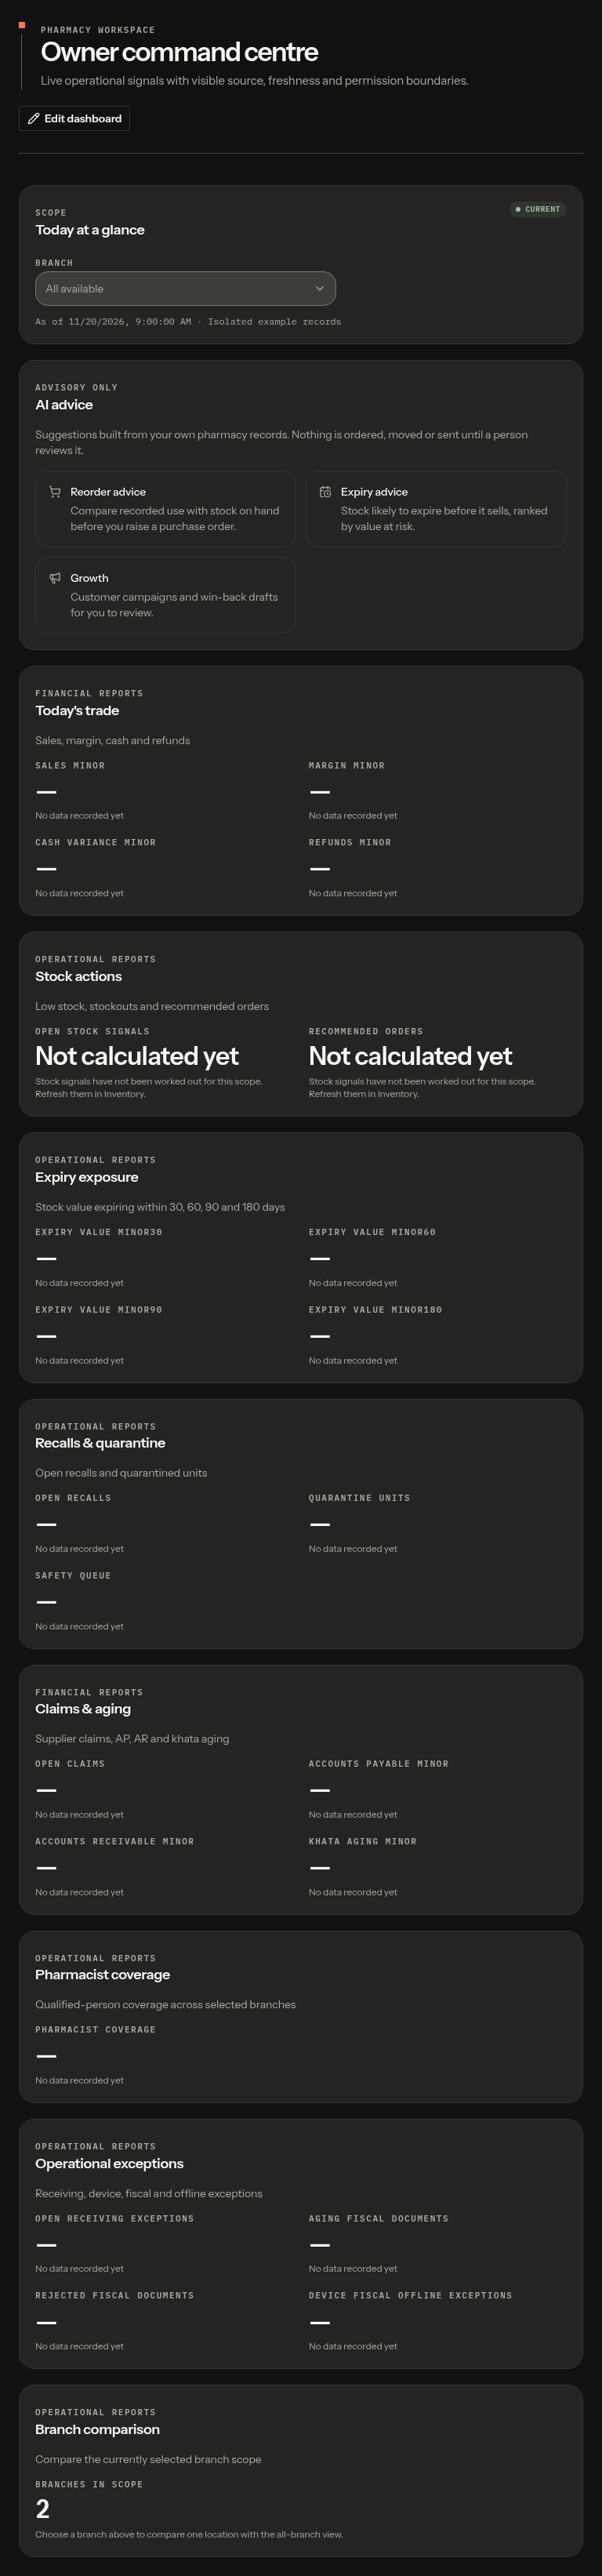 PHARMACY WORKSPACE
Owner command centre
Live operational signals with visible source, freshness and permission boundaries.
Edit dashboard
SCOPE
CURRENT
Today at a glance
BRANCH
All available
As of 11/20/2026, 9:00:00 AM · Isolated example records
ADVISORY ONLY
AI advice
Suggestions built from your own pharmacy records. Nothing is ordered, moved or sent until a person
reviews it.
Reorder advice
Compare recorded use with stock on hand
before you raise a purchase order.
Expiry advice
Stock likely to expire before it sells, ranked
by value at risk.
Growth
Customer campaigns and win-back drafts
for you to review.
FINANCIAL REPORTS
Today's trade
Sales, margin, cash and refunds
SALES MINOR
—
No data recorded yet
MARGIN MINOR
—
No data recorded yet
CASH VARIANCE MINOR
—
No data recorded yet
REFUNDS MINOR
—
No data recorded yet
OPERATIONAL REPORTS
Stock actions
Low stock, stockouts and recommended orders
OPEN STOCK SIGNALS
Not calculated yet
Stock signals have not been worked out for this scope.
Refresh them in Inventory.
RECOMMENDED ORDERS
Not calculated yet
Stock signals have not been worked out for this scope.
Refresh them in Inventory.
OPERATIONAL REPORTS
Expiry exposure
Stock value expiring within 30, 60, 90 and 180 days
EXPIRY VALUE MINOR30
—
No data recorded yet
EXPIRY VALUE MINOR60
—
No data recorded yet
EXPIRY VALUE MINOR90
—
No data recorded yet
EXPIRY VALUE MINOR180
—
No data recorded yet
OPERATIONAL REPORTS
Recalls & quarantine
Open recalls and quarantined units
OPEN RECALLS
—
No data recorded yet
QUARANTINE UNITS
—
No data recorded yet
SAFETY QUEUE
—
No data recorded yet
FINANCIAL REPORTS
Claims & aging
Supplier claims, AP, AR and khata aging
OPEN CLAIMS
—
No data recorded yet
ACCOUNTS PAYABLE MINOR
—
No data recorded yet
ACCOUNTS RECEIVABLE MINOR
—
No data recorded yet
KHATA AGING MINOR
—
No data recorded yet
OPERATIONAL REPORTS
Pharmacist coverage
Qualified-person coverage across selected branches
PHARMACIST COVERAGE
—
No data recorded yet
OPERATIONAL REPORTS
Operational exceptions
Receiving, device, fiscal and offline exceptions
OPEN RECEIVING EXCEPTIONS
—
No data recorded yet
AGING FISCAL DOCUMENTS
—
No data recorded yet
REJECTED FISCAL DOCUMENTS
—
No data recorded yet
DEVICE FISCAL OFFLINE EXCEPTIONS
—
No data recorded yet
OPERATIONAL REPORTS
Branch comparison
Compare the currently selected branch scope
BRANCHES IN SCOPE
2
Choose a branch above to compare one location with the all-branch view.